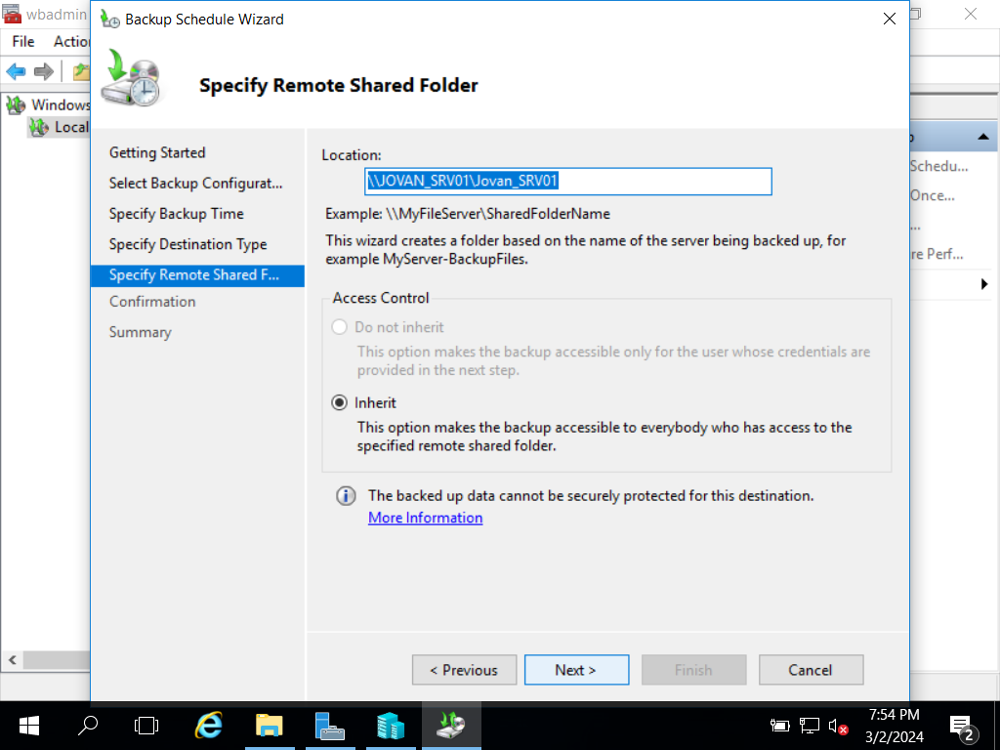 wbadmin
Backup Schedule Wizard
File
Actio
Specify Remote Shared Folder
Windows
Local
Getting Started
Select Backup Configurat...
Specify Backup Time
Specify Destination Type
Specify Remote Shared F...
Confirmation
Summary
Location:
\\JOVAN_SRV01\Jovan_SRV01
Example: \\MyFileServer\SharedFolderName
This wizard creates a folder based on the name of the server being backed up, for
example MyServer-BackupFiles.
Access Control
Do not inherit
This option makes the backup accessible only for the user whose credentials are
provided in the next step.
Inherit
This option makes the backup accessible to everybody who has access to the
specified remote shared folder.
The backed up data cannot be securely protected for this destination.
More Information
Schedu...
Once...
...
re Perf...
< Previous
Next >
Finish
Cancel
7:54 PM
3/2/2024
2